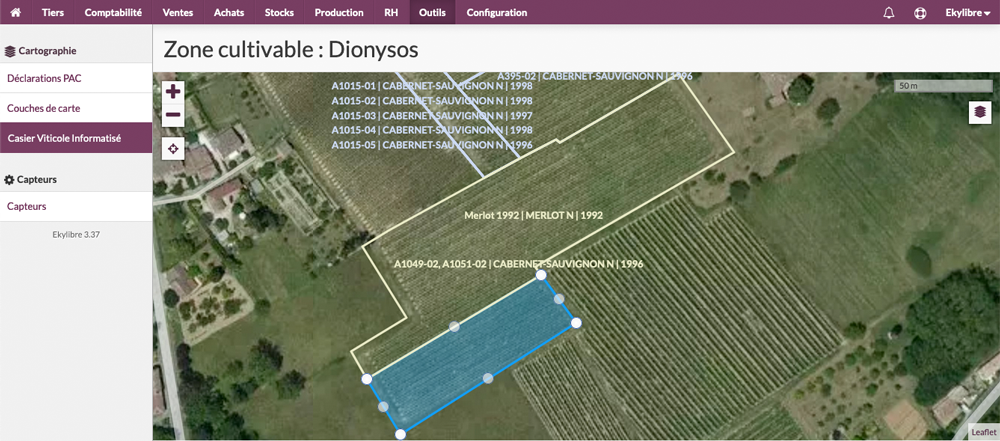 Tiers Comptabilité Ventes Achats Stocks Production RH Outils Configuration Ekylibre
Cartographie
Déclarations PAC
Couches de carte
Casier Viticole Informatisé
Capteurs
Capteurs
Ekylibre 3.37
Zone cultivable : Dionysos
A395-02 | CABERNET-SAUVIGNON N | 1996
A1015-01 | CABERNET-SAUVIGNON N | 1998
A1015-02 | CABERNET-SAUVIGNON N | 1998
A1015-03 | CABERNET-SAUVIGNON N | 1997
A1015-04 | CABERNET-SAUVIGNON N | 1998
A1015-05 | CABERNET-SAUVIGNON N | 1996
50 m
Merlot 1992 | MERLOT N | 1992
A1049-02, A1051-02 | CABERNET-SAUVIGNON N | 1996
Leaflet